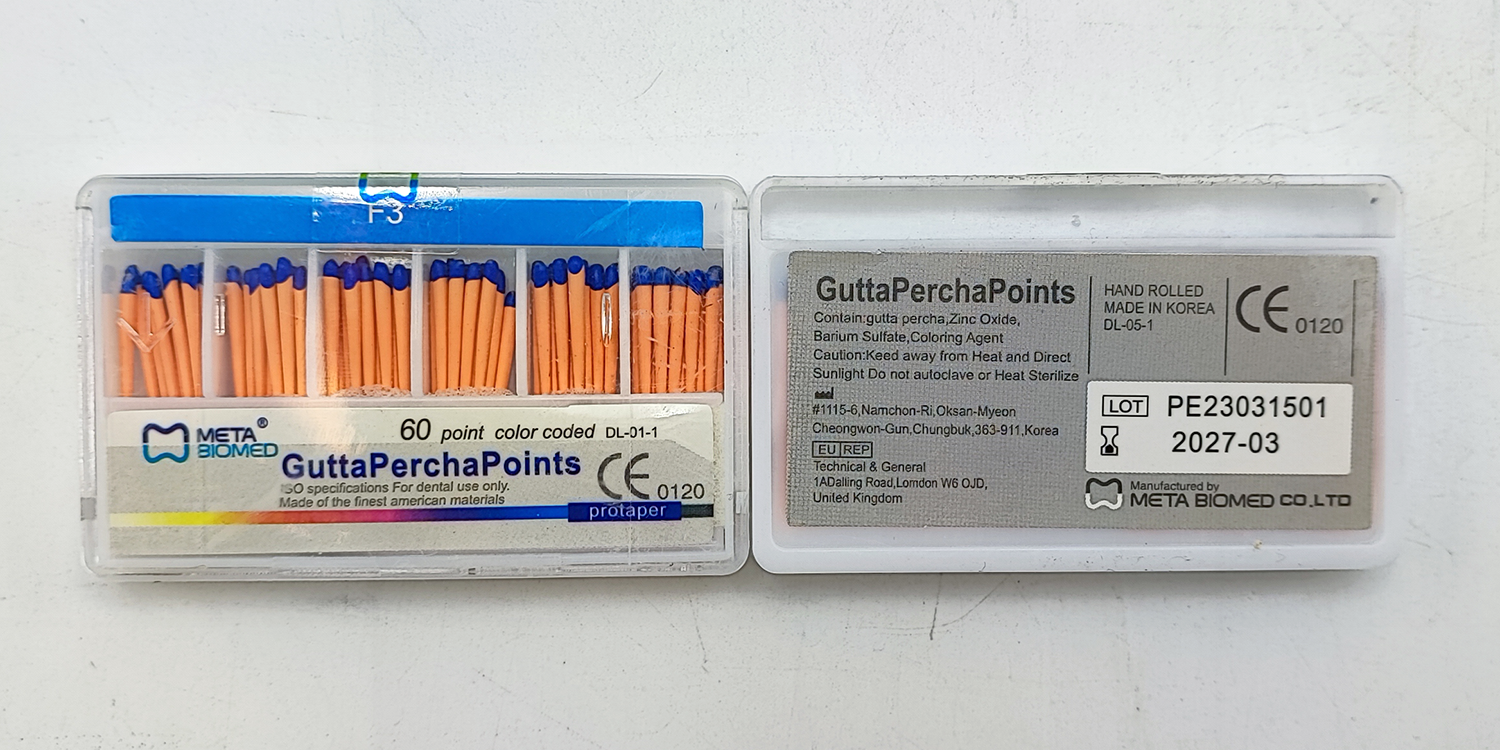 F3
META®
BIOMED
60 point color coded DL-01-1
GuttaPerchaPoints
ISO specifications For dental use only.
Made of the finest american materials
CE 0120
protaper
GuttaPerchaPoints
Contain:gutta percha,Zinc Oxide,
Barium Sulfate,Coloring Agent
Caution:Keed away from Heat and Direct
Sunlight Do not autoclave or Heat Sterilize
#1115-6,Namchon-Ri,Oksan-Myeon
Cheongwon-Gun,Chungbuk,363-911,Korea
EU REP
Technical & General
1ADalling Road,Lomdon W6 OJD,
United Kingdom
HAND ROLLED
MADE IN KOREA
DL-05-1
CE 0120
LOT PE23031501
2027-03
Manufactured by
META BIOMED CO.,LTD